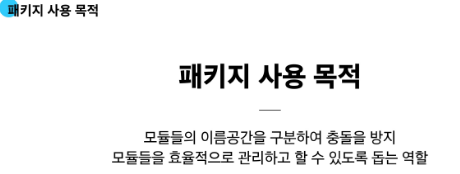 패키지 사용 목적
패키지 사용 목적
모듈들의 이름공간을 구분하여 충돌을 방지
모듈들을 효율적으로 관리하고 할 수 있도록 돕는 역할